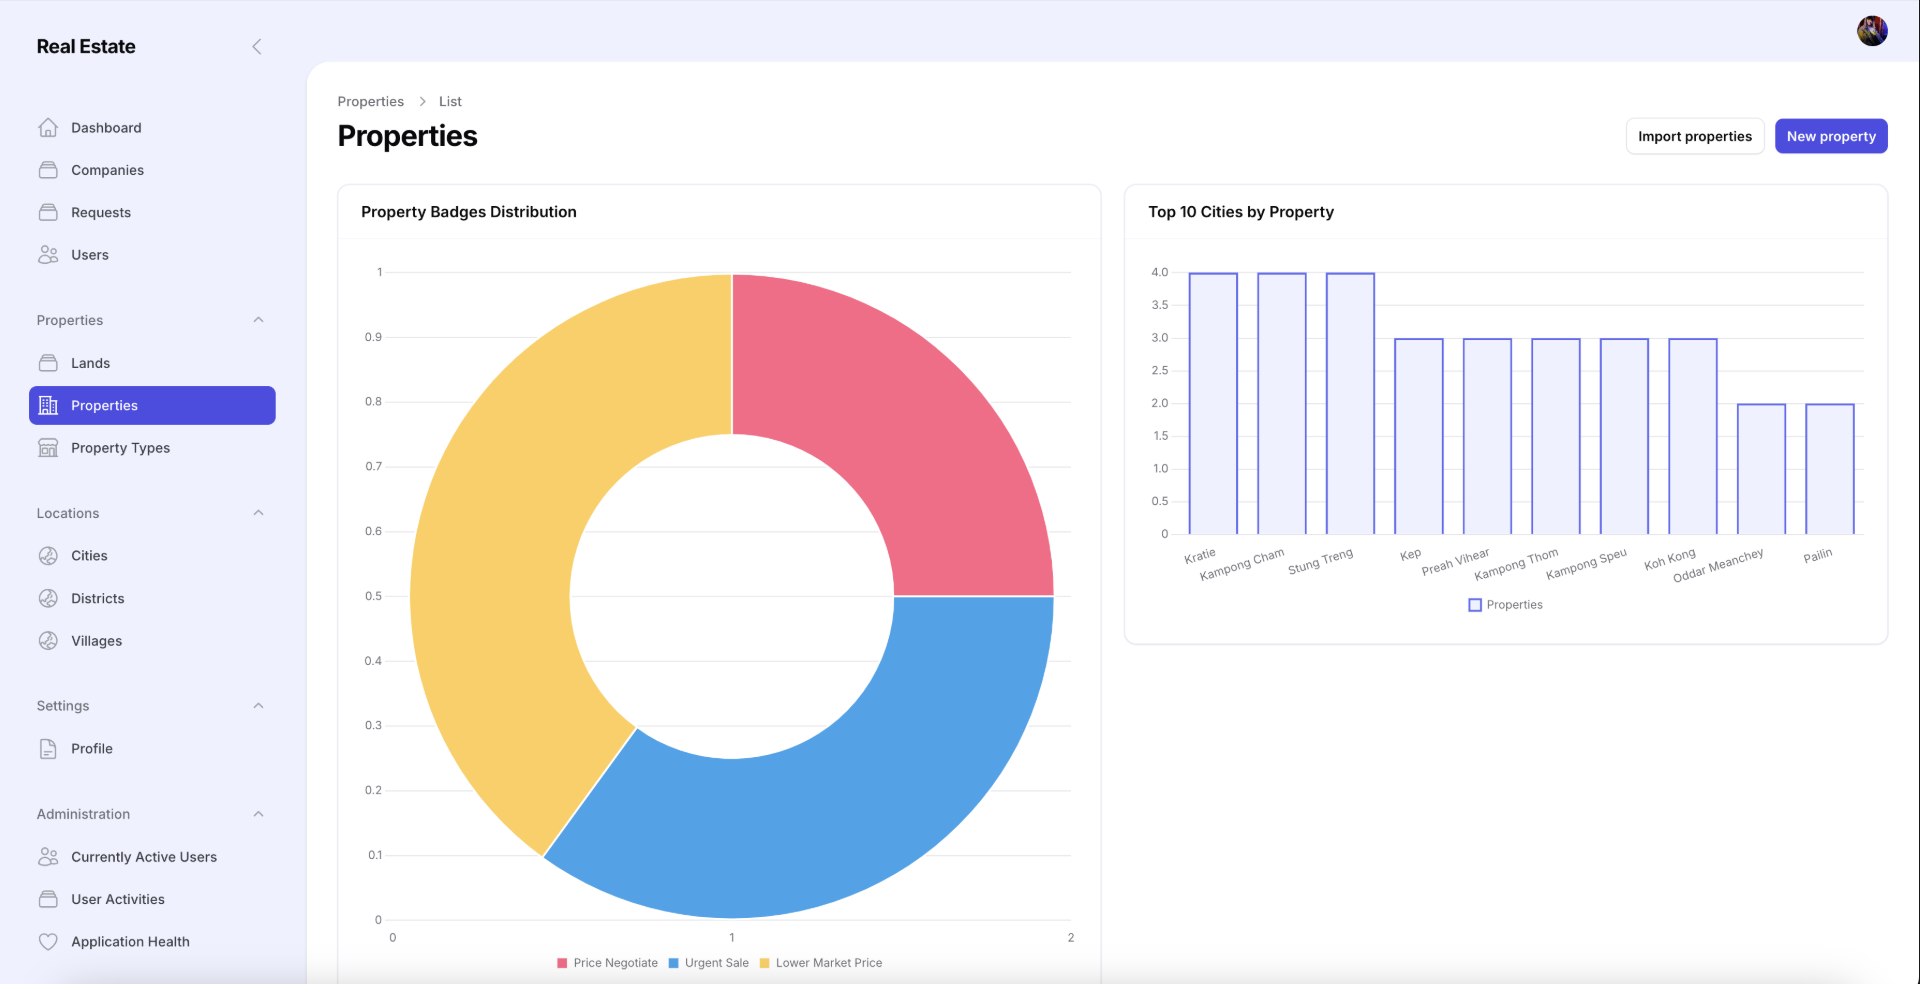 Real Estate
Dashboard
Companies
Requests
Users
Properties
Lands
Properties
Property Types
Locations
Cities
Districts
Villages
Settings
Profile
Administration
Currently Active Users
User Activities
Application Health
Properties > List
Properties
Import properties
New property
Property Badges Distribution
1
0.9
0.8
0.7
0.6
0.5
0.4
0.3
0.2
0.1
0
0 1 2
Price Negotiate Urgent Sale Lower Market Price
Top 10 Cities by Property
4.0
3.5
3.0
2.5
2.0
1.5
1.0
0.5
0
Kratie Kampong Cham Stung Treng Kep Preah Vihear Kampong Thom Kampong Speu Koh Kong Oddar Meanchey Pailin
Properties